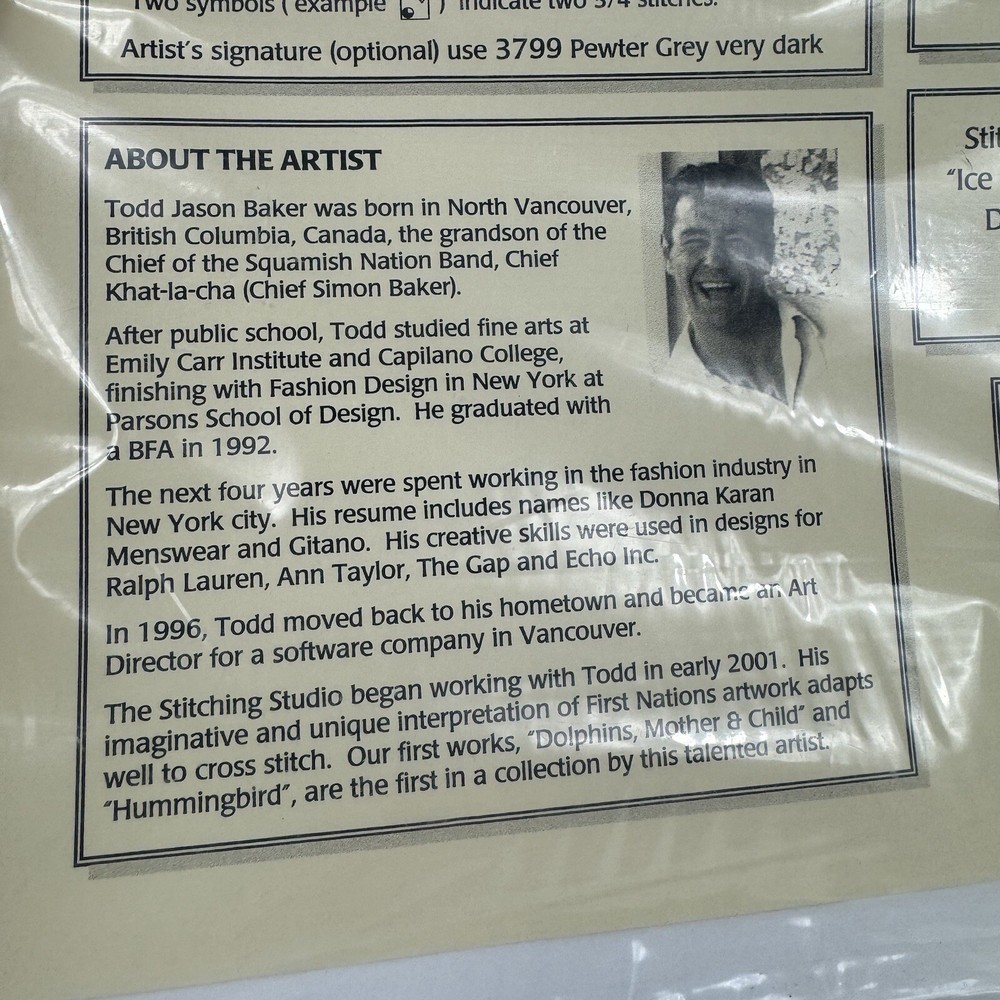 Two symbols ( example ) indicate two 3/4 stitches.
Artist's signature (optional) use 3799 Pewter Grey very dark
ABOUT THE ARTIST
Todd Jason Baker was born in North Vancouver,
British Columbia, Canada, the grandson of the
Chief of the Squamish Nation Band, Chief
Khat-la-cha (Chief Simon Baker).
After public school, Todd studied fine arts at
Emily Carr Institute and Capilano College,
finishing with Fashion Design in New York at
Parsons School of Design. He graduated with
a BFA in 1992.
The next four years were spent working in the fashion industry in
New York city. His resume includes names like Donna Karan
Menswear and Gitano. His creative skills were used in designs for
Ralph Lauren, Ann Taylor, The Gap and Echo Inc.
In 1996, Todd moved back to his hometown and became an Art
Director for a software company in Vancouver.
The Stitching Studio began working with Todd in early 2001. His
imaginative and unique interpretation of First Nations artwork adapts
well to cross stitch. Our first works, "Dolphins, Mother & Child" and
"Hummingbird", are the first in a collection by this talented artist.
Stit
"Ice
D